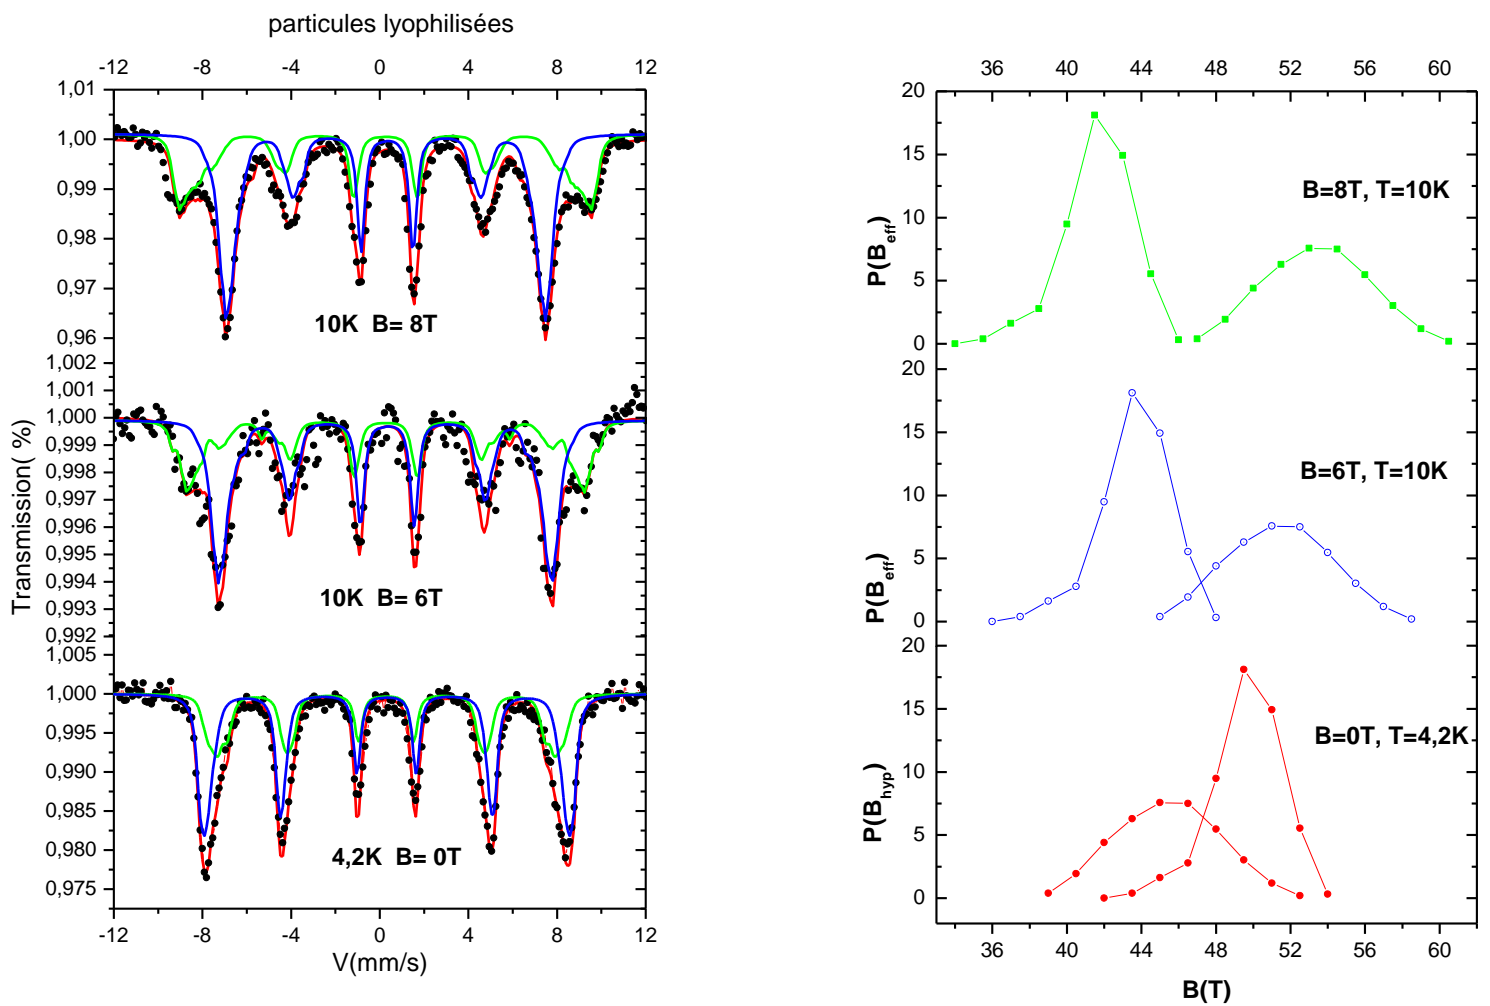 particules lyophilisées
-12 -8 -4 0 4 8 12
1,01
1,00
0,99
0,98
0,97
0,96
10K B= 8T
1,002
1,001
1,000
0,999
0,998
0,997
0,996
0,995
0,994
0,993
0,992
10K B= 6T
1,005
1,000
0,995
0,990
0,985
0,980
0,975
4,2K B= 0T
Transmission( %)
-12 -8 -4 0 4 8 12
V(mm/s)
36 40 44 48 52 56 60
20
15
10
5
0
P(Beff)
B=8T, T=10K
20
15
10
5
0
P(Beff)
B=6T, T=10K
20
15
10
5
0
P(Bhyp)
B=0T, T=4,2K
36 40 44 48 52 56 60
B(T)